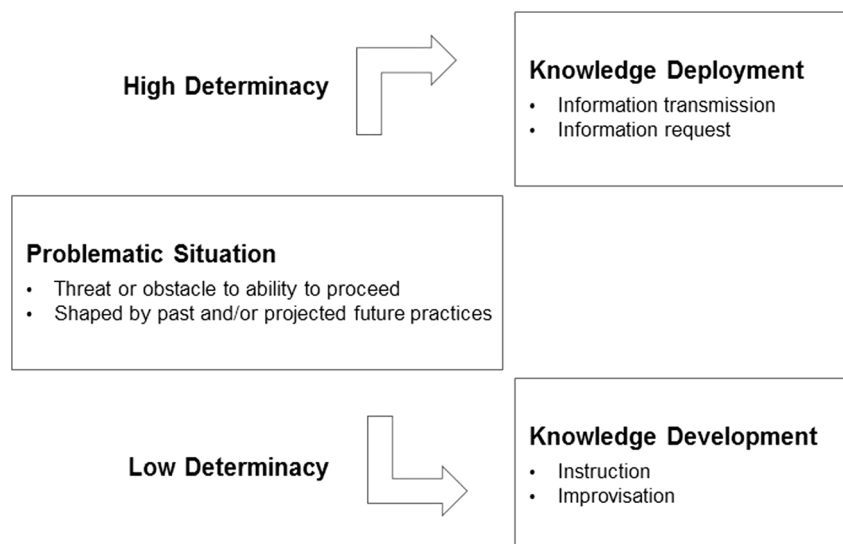 High Determinacy
Knowledge Deployment
• Information transmission
• Information request
Problematic Situation
• Threat or obstacle to ability to proceed
• Shaped by past and/or projected future practices
Low Determinacy
Knowledge Development
• Instruction
• Improvisation